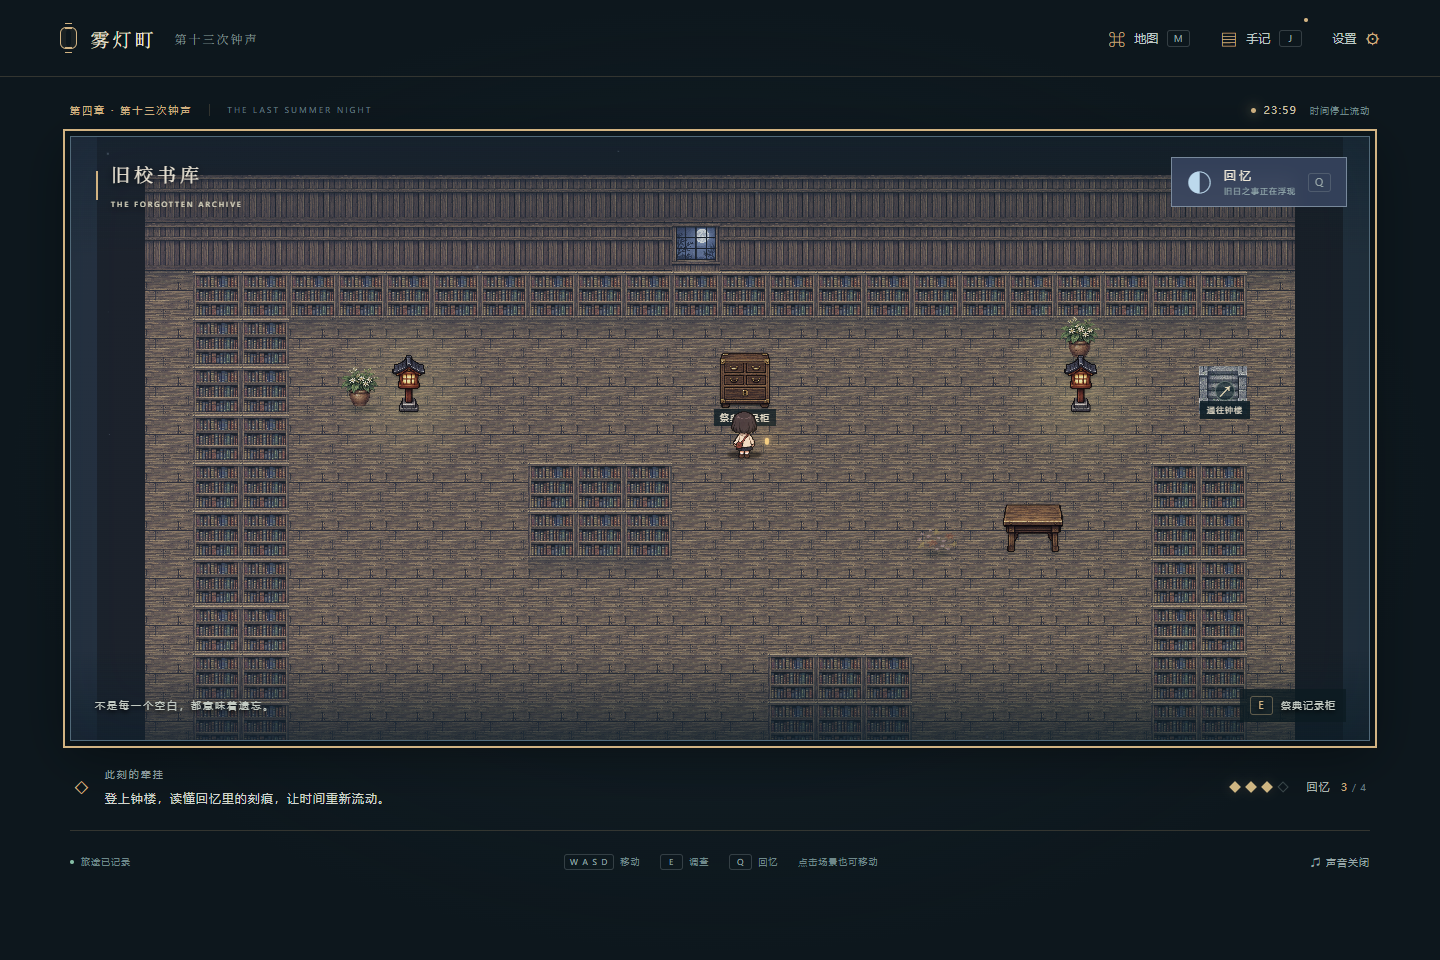 雾灯町
第十三次钟声
地图 M
手记 J
设置
第四章 · 第十三次钟声
THE LAST SUMMER NIGHT
23:59 时间停止流动
旧校书库
THE FORGOTTEN ARCHIVE
回忆
旧日之事正在浮现
Q
通往钟楼
祭 柜
不是每一个空白，都意味着遗忘。
E 祭典记录柜
此刻的牵挂
登上钟楼，读懂回忆里的刻痕，让时间重新流动。
回忆 3 / 4
旅途已记录
WASD 移动
E 调查
Q 回忆
点击场景也可移动
声音关闭